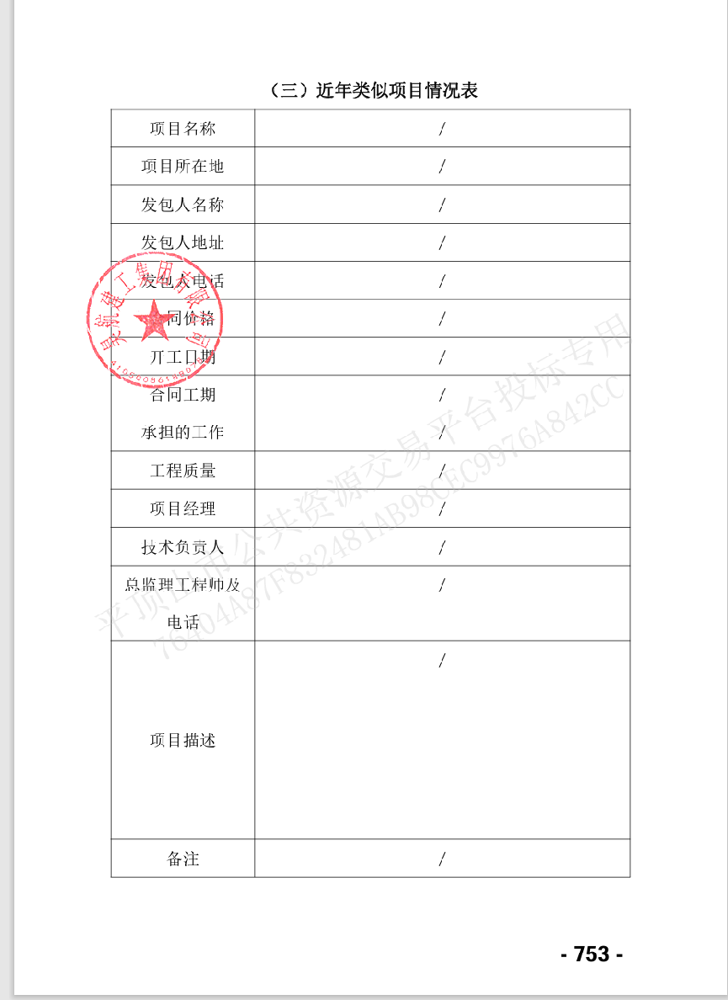 （三）近年类似项目情况表
项目名称 /
项目所在地 /
发包人名称 /
发包人地址 /
发包人电话 /
合同价格 /
开工日期 /
合同工期 /
承担的工作 /
工程质量 /
项目经理 /
技术负责人 /
总监理工程师及 /
电话
项目描述 /
备注 /
昊航建工集团有限公司
平顶山市公共资源交易平台投标专用
76404A87F832481AB98CEC9976A842CC
- 753 -